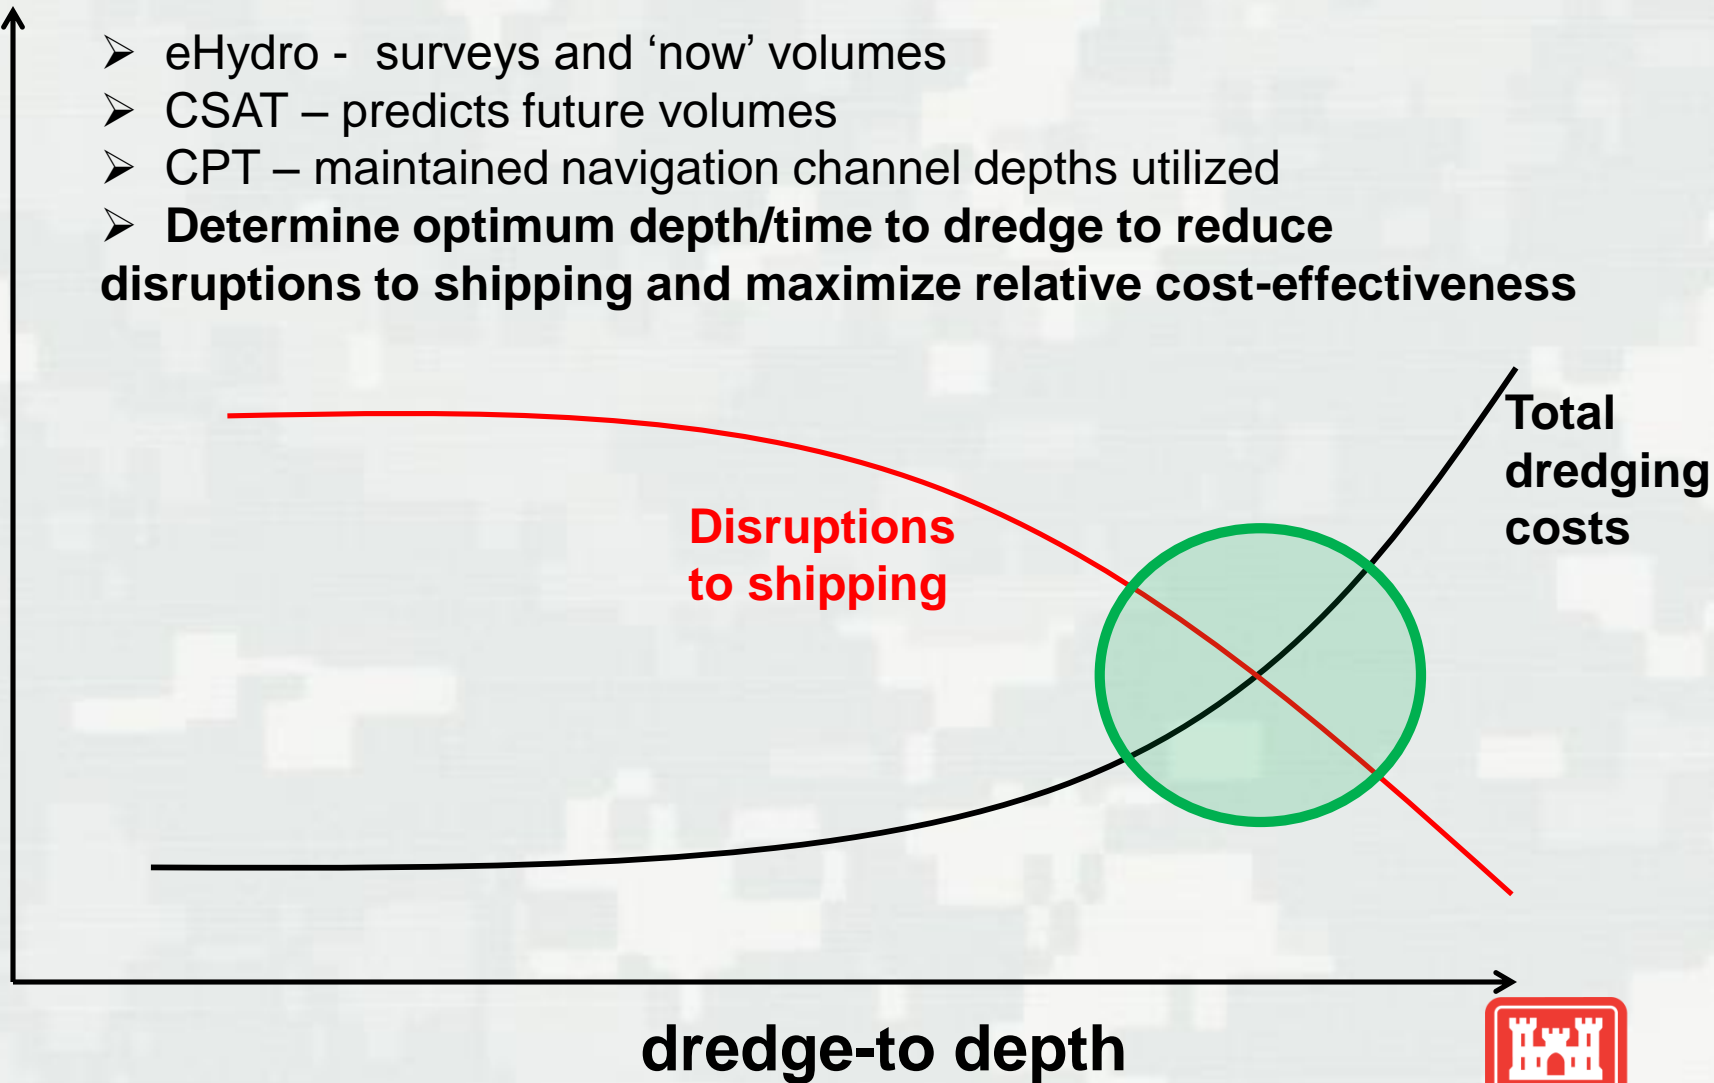 ➢ eHydro - surveys and ‘now’ volumes
➢ CSAT – predicts future volumes
➢ CPT – maintained navigation channel depths utilized
➢ Determine optimum depth/time to dredge to reduce
disruptions to shipping and maximize relative cost-effectiveness
Total
dredging
costs
Disruptions
to shipping
dredge-to depth